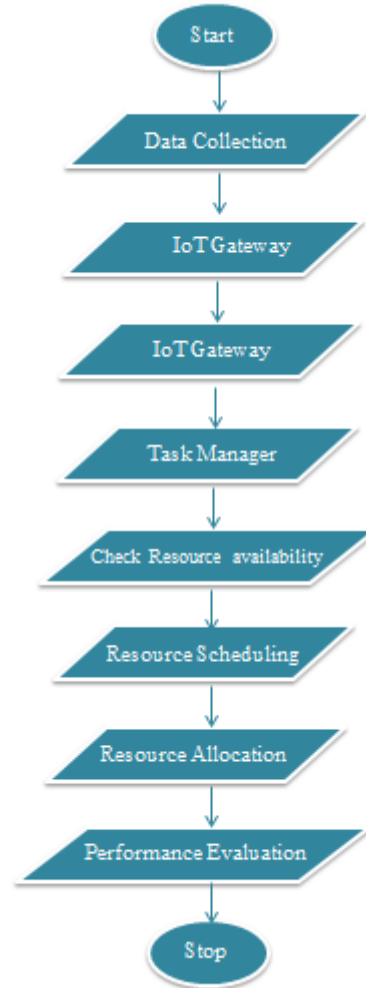 Start
Data Collection
IoT Gateway
IoT Gateway
Task Manager
Check Resource availability
Resource Scheduling
Resource Allocation
Performance Evaluation
Stop